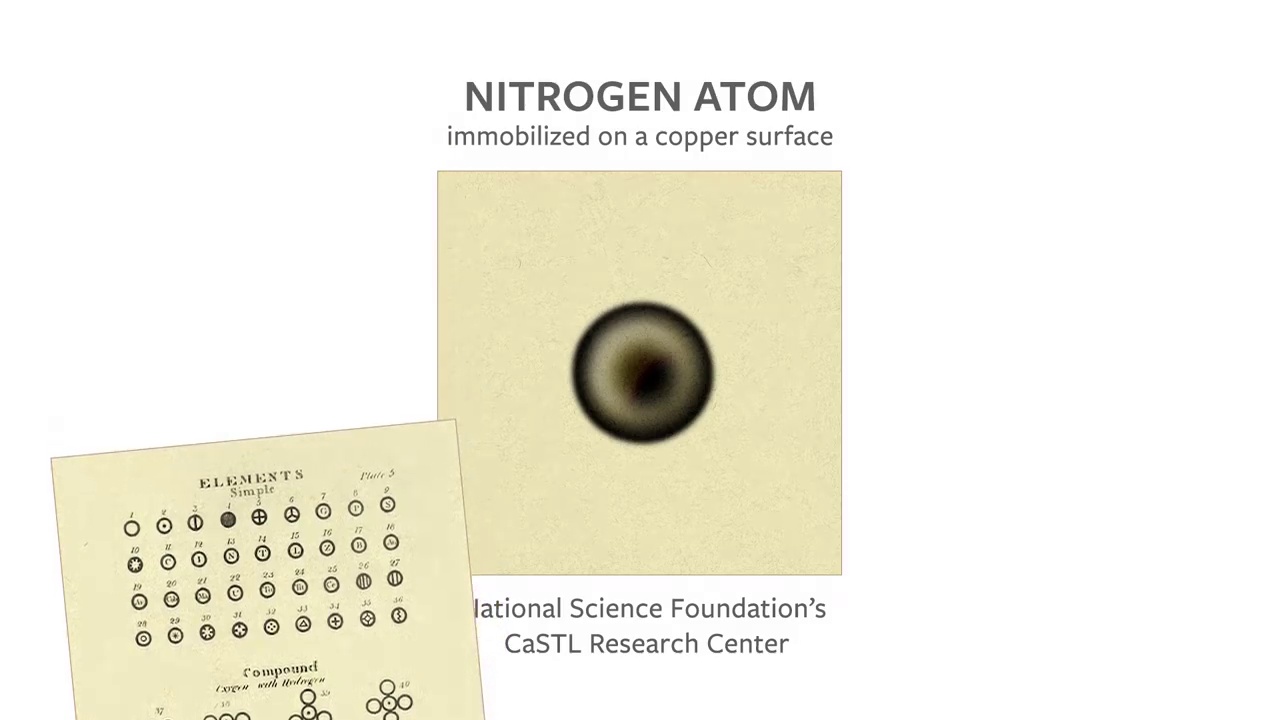 NITROGEN ATOM
immobilized on a copper surface
ELEMENTS
Plate 5
Simple
1 2 3 4 5 6 7 8 9
G P S
10 11 12 13 14 15 16 17 18
C I N T L Z B
19 20 21 22 23 24 25 26 27
U Ce
28 29 30 31 32 33 34 35 36
Compound
Oxygen with Hydrogen
37 38 39 40
ational Science Foundation’s
CaSTL Research Center